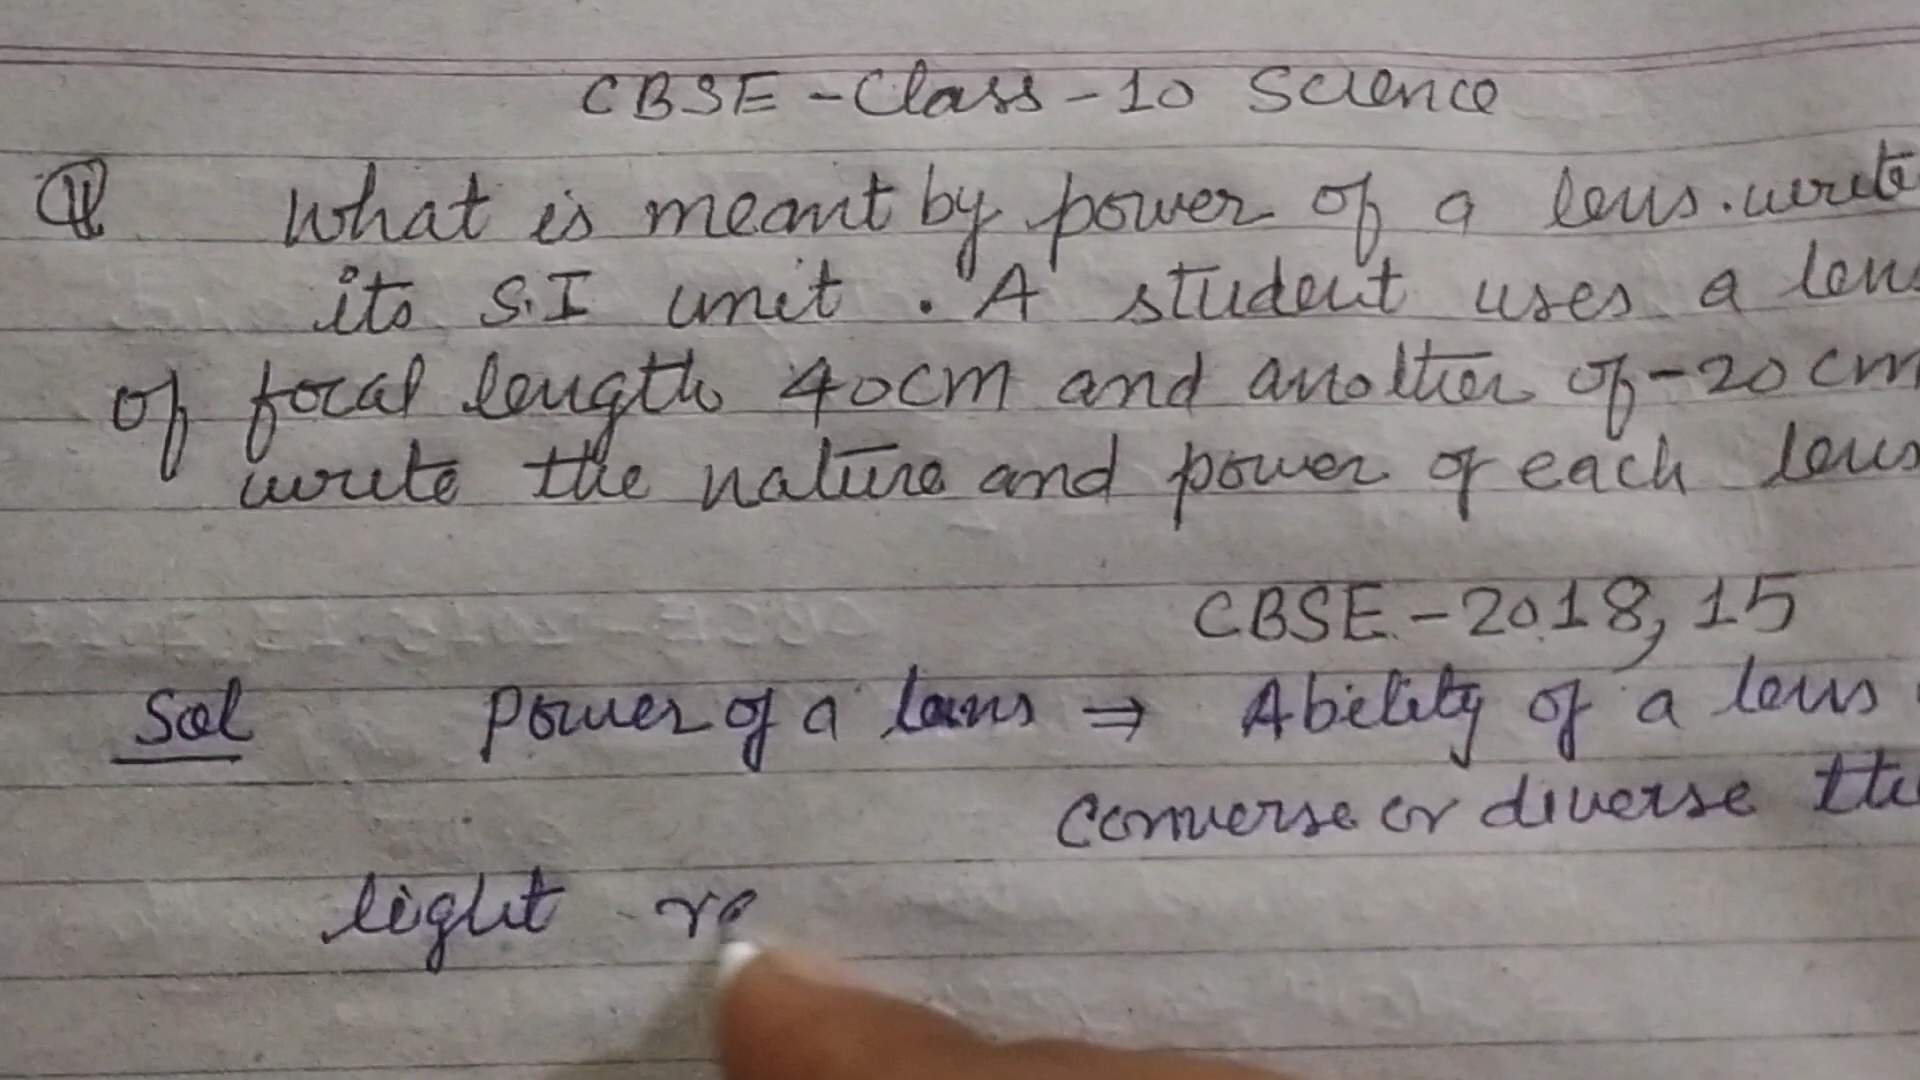 CBSE - Class - 10 Science
Q What is meant by power of a lens. write
its S.I unit. A student uses a lens
of focal length 40cm and another of -20cm
write the nature and power of each lens
CBSE - 2018, 15
Sol Power of a lens ⇒ Ability of a lens
converse or diverse the
light